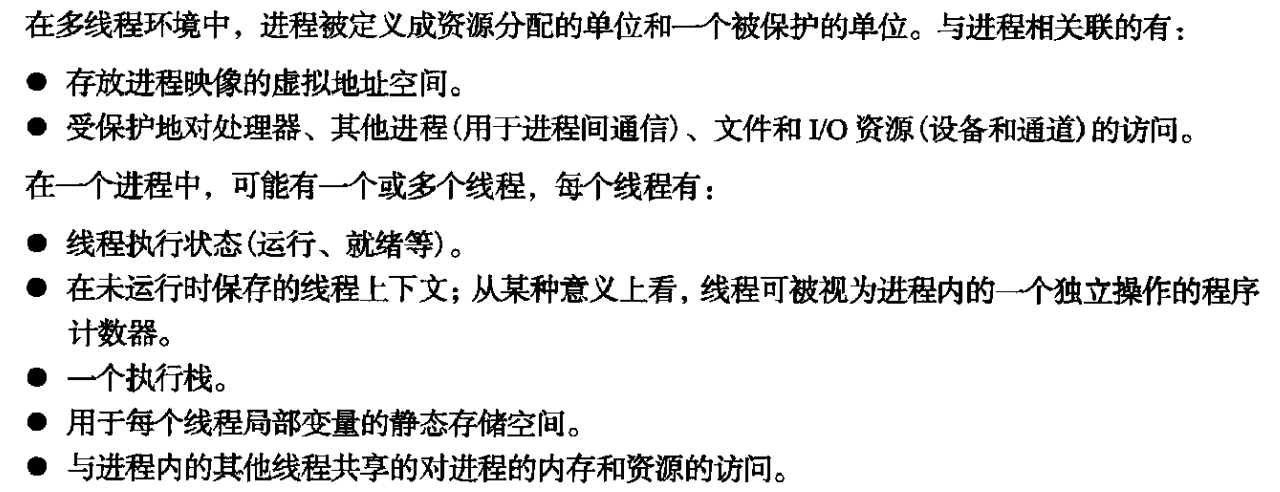 在多线程环境中，进程被定义成资源分配的单位和一个被保护的单位。与进程相关联的有：
● 存放进程映像的虚拟地址空间。
● 受保护地对处理器、其他进程(用于进程间通信)、文件和 I/O 资源(设备和通道)的访问。
在一个进程中，可能有一个或多个线程，每个线程有：
● 线程执行状态(运行、就绪等)。
● 在未运行时保存的线程上下文；从某种意义上看，线程可被视为进程内的一个独立操作的程序
计数器。
● 一个执行栈。
● 用于每个线程局部变量的静态存储空间。
● 与进程内的其他线程共享的对进程的内存和资源的访问。